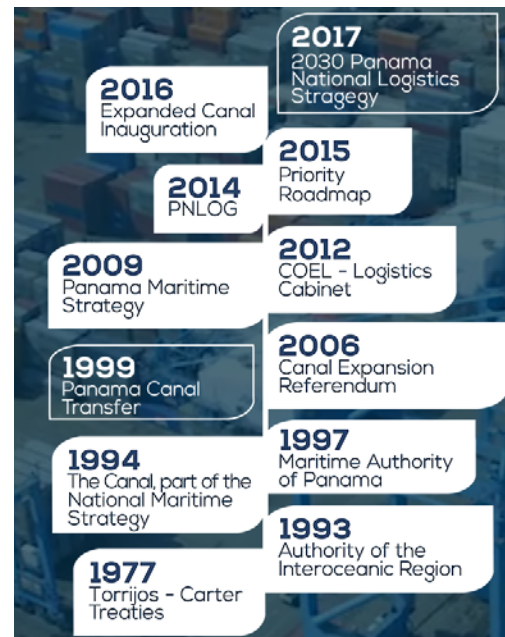 2017
2030 Panama
National Logistics
Stragegy
2016
Expanded Canal
Inauguration
2015
Priority
Roadmap
2014
PNLOG
2012
COEL - Logistics
Cabinet
2009
Panama Maritime
Strategy
2006
Canal Expansion
Referendum
1999
Panama Canal
Transfer
1997
Maritime Authority
of Panama
1994
The Canal, part of the
National Maritime
Strategy
1993
Authority of the
Interoceanic Region
1977
Torrijos - Carter
Treaties